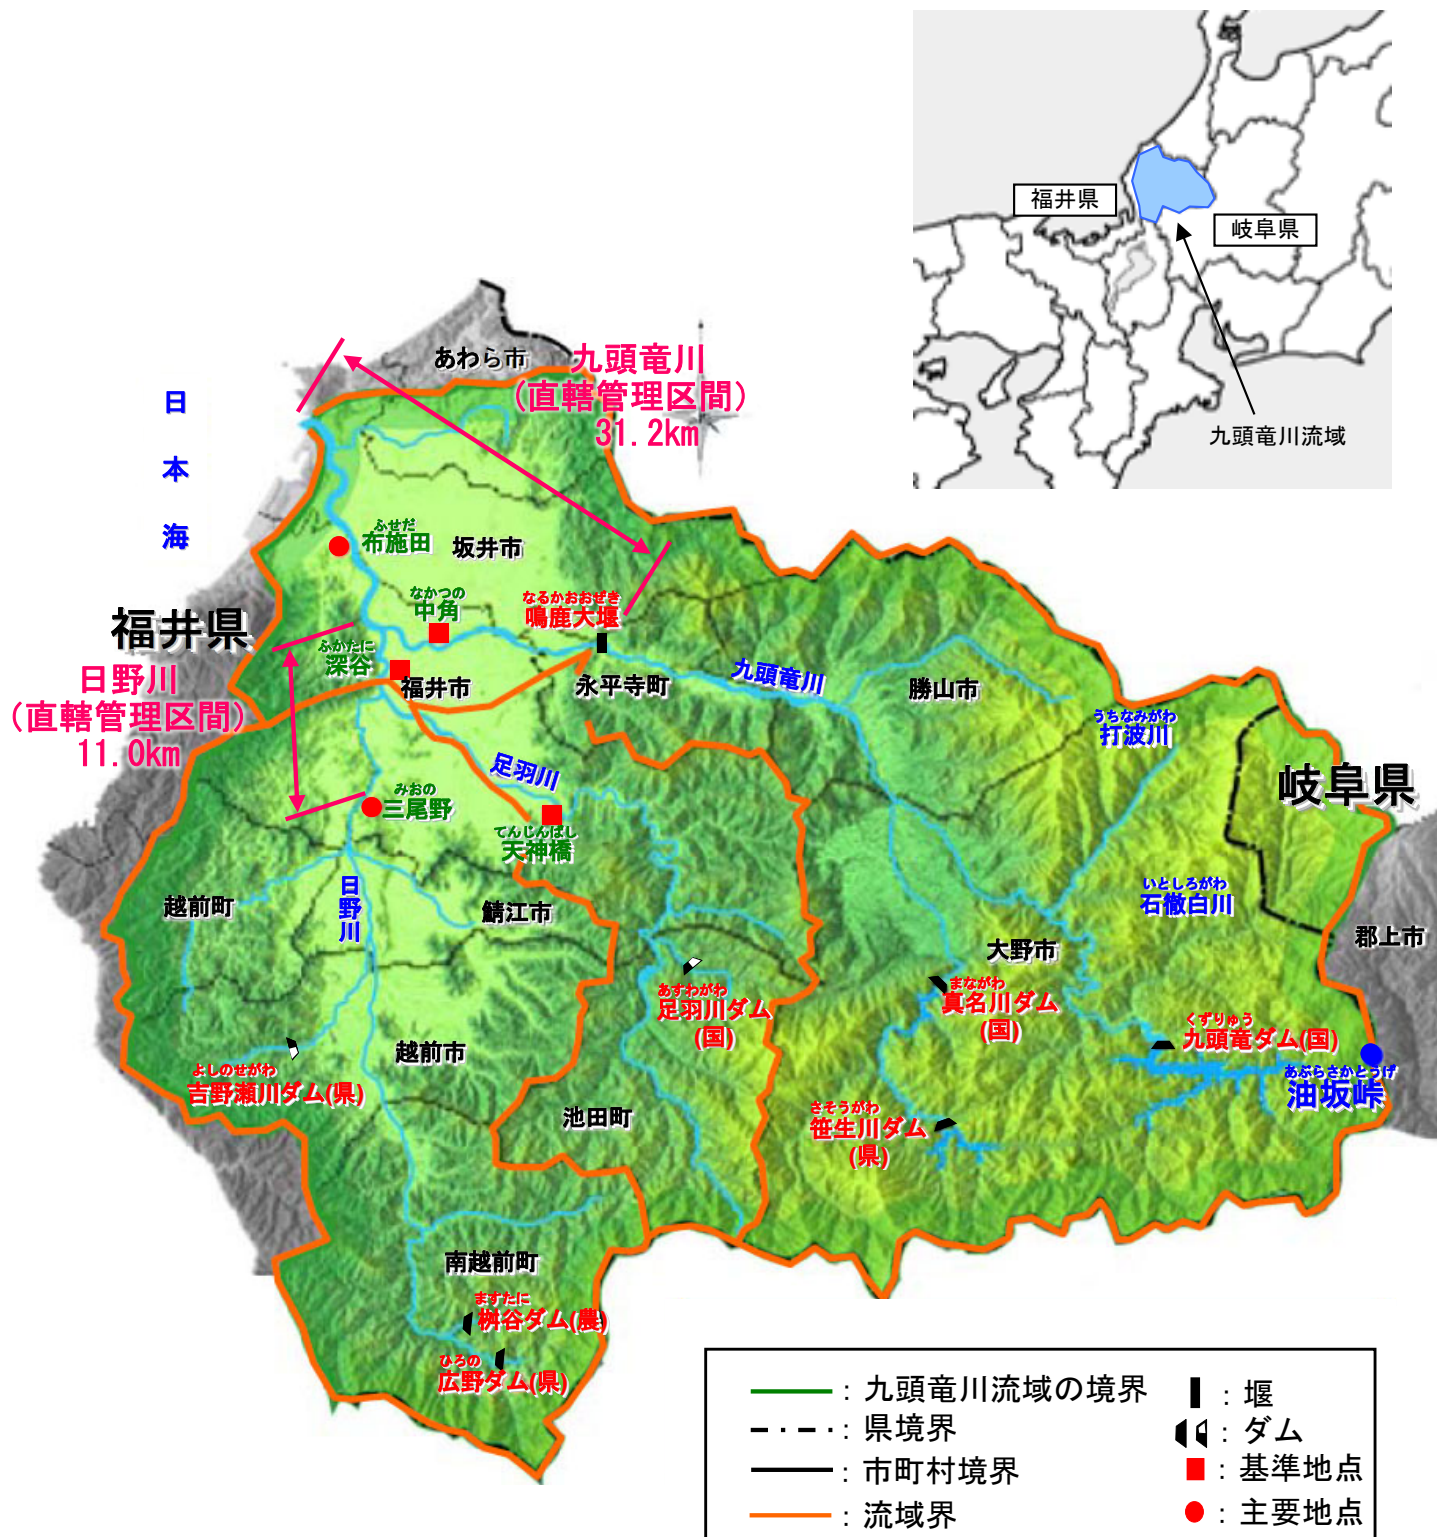 福井県
岐阜県
九頭竜川流域
あわら市
九頭竜川
(直轄管理区間)
31.2km
日
本
海
ふせだ
布施田
坂井市
なかつの
中角
なるかおおぜき
鳴鹿大堰
福井県
ふかたに
深谷
福井市
永平寺町
九頭竜川
勝山市
日野川
(直轄管理区間)
11.0km
うちなみがわ
打波川
足羽川
岐阜県
みおの
三尾野
てんじんばし
天神橋
日
野
川
越前町
鯖江市
いとしろがわ
石徹白川
郡上市
大野市
あすわがわ
足羽川ダム
(国)
まながわ
真名川ダム
(国)
くずりゅう
九頭竜ダム(国)
越前市
よしのせがわ
吉野瀬川ダム(県)
あぶらさかとうげ
油坂峠
池田町
さそうがわ
笹生川ダム
(県)
南越前町
ますたに
桝谷ダム(農)
ひろの
広野ダム(県)
：九頭竜川流域の境界
：堰
：県境界
：ダム
：市町村境界
：基準地点
：流域界
：主要地点